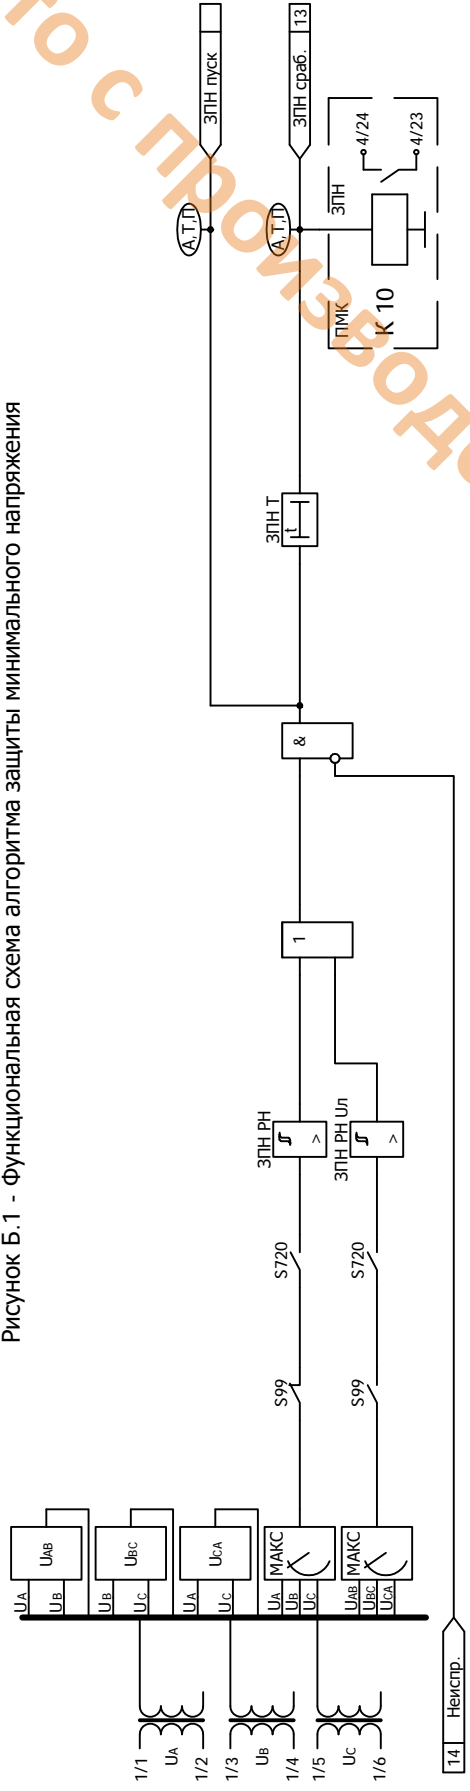 Рисунок Б.1 - Функциональная схема алгоритма защиты минимального напряжения
UA
UB
UAB
UB
UC
UBC
UA
UC
UCA
UA
UB
UC
МАКС
UAB
UBC
UCA
МАКС
1/1
UA
1/2
1/3
UB
1/4
1/5
UC
1/6
14 Неиспр.
S99
S720
ЗПН РН
>
S99
S720
ЗПН РН Uл
>
1
&
ЗПН Т
t
А,Т,П
ЗПН пуск
А,Т,П
ЗПН сраб. 13
ПМК
ЗПН
К 10
4/24
4/23
то с производ